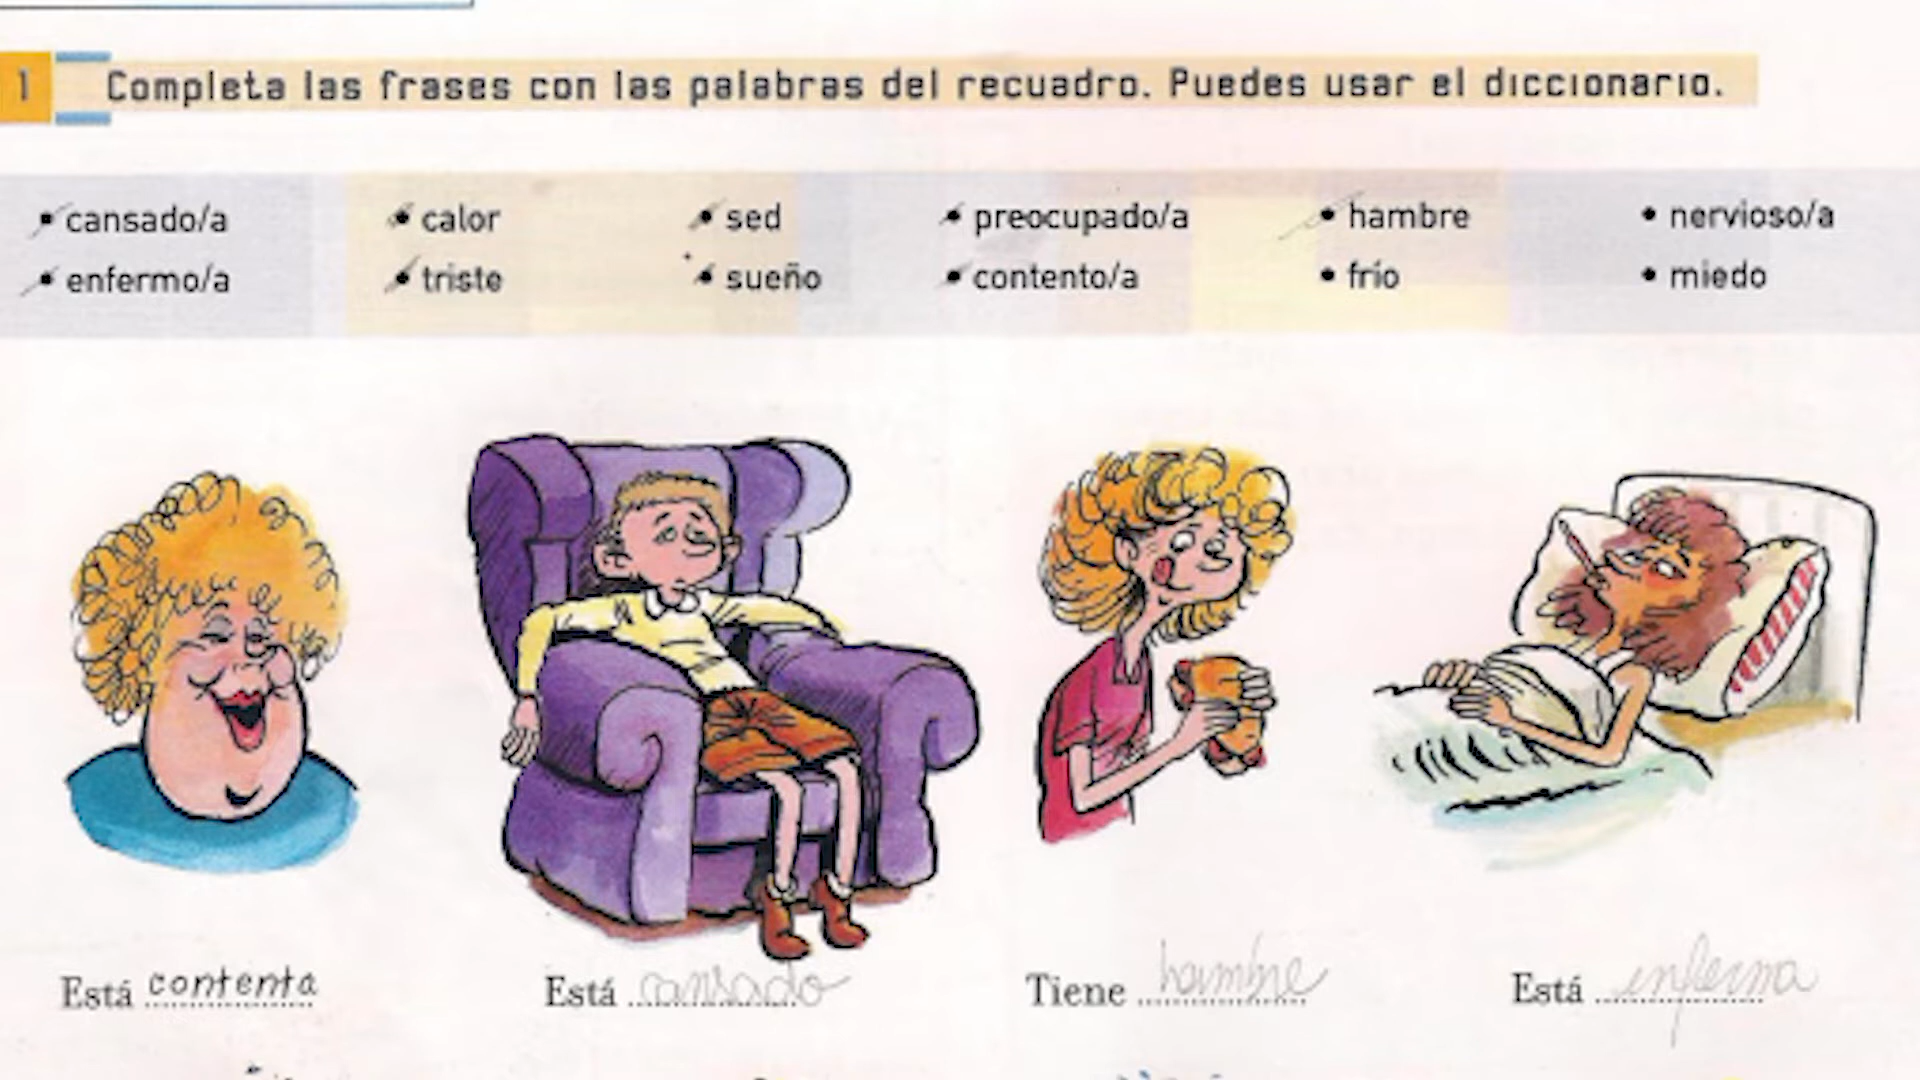 1 Completa las frases con las palabras del recuadro. Puedes usar el diccionario.
• cansado/a • calor • sed • preocupado/a • hambre • nervioso/a
• enfermo/a • triste • sueño • contento/a • frío • miedo
Está contenta Está cansado Tiene hambre Está enferma